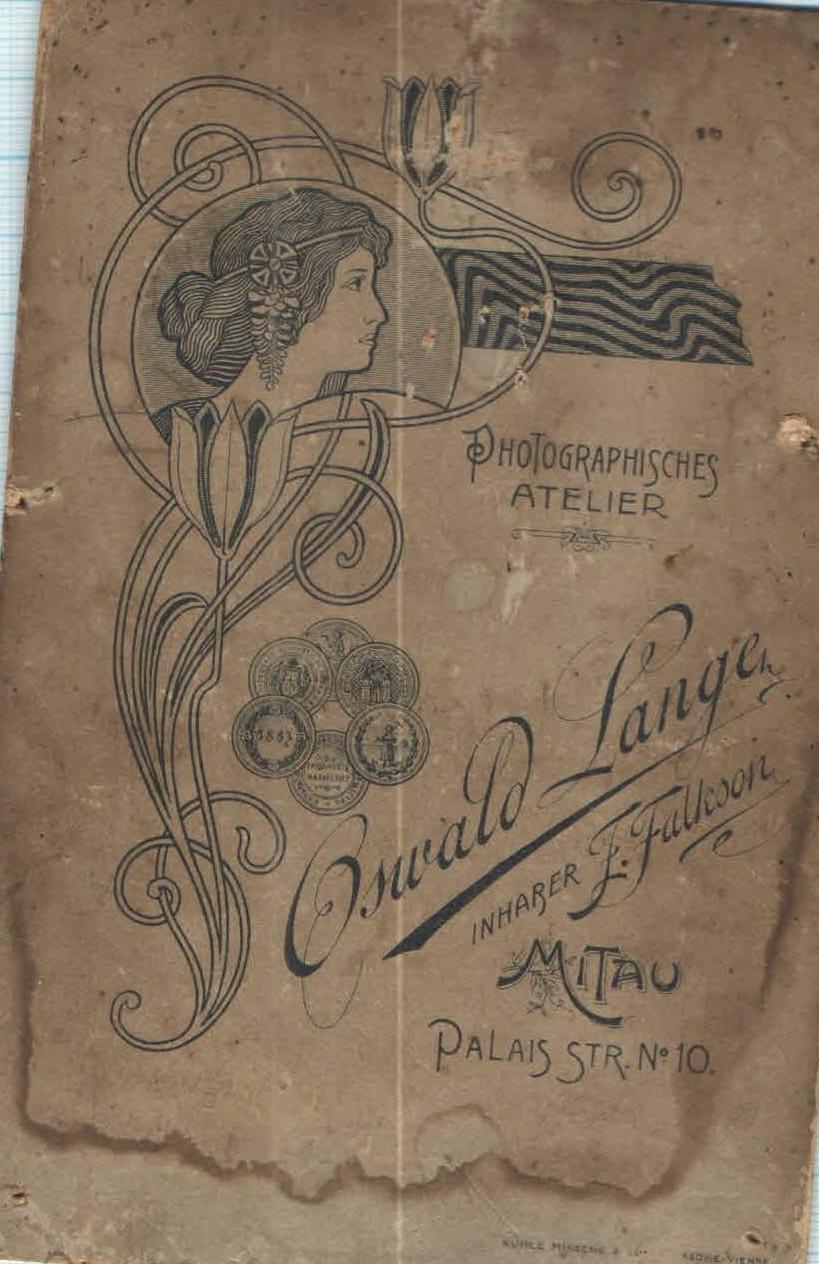 PHOTOGRAPHISCHES
ATELIER
Oswald Lange,
INHABER F. Falkson,
MITAU
PALAIS STR. No 10.